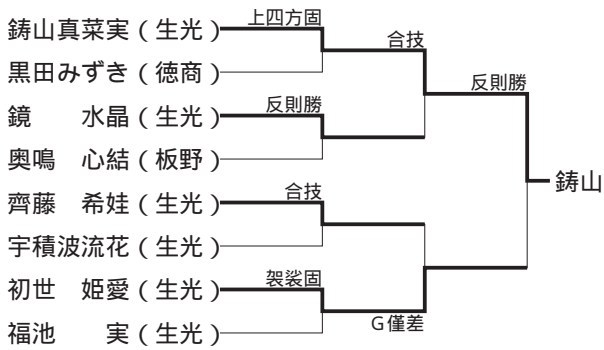 鋳山真菜実（生光） 上四方固
合技
黒田みずき（徳商）
反則勝
鏡　　水晶（生光） 反則勝
奥鳴　心結（板野）
鋳山
齊藤　希娃（生光） 合技
宇積波流花（生光）
初世　姫愛（生光） 袈裟固
G僅差
福池　　実（生光）